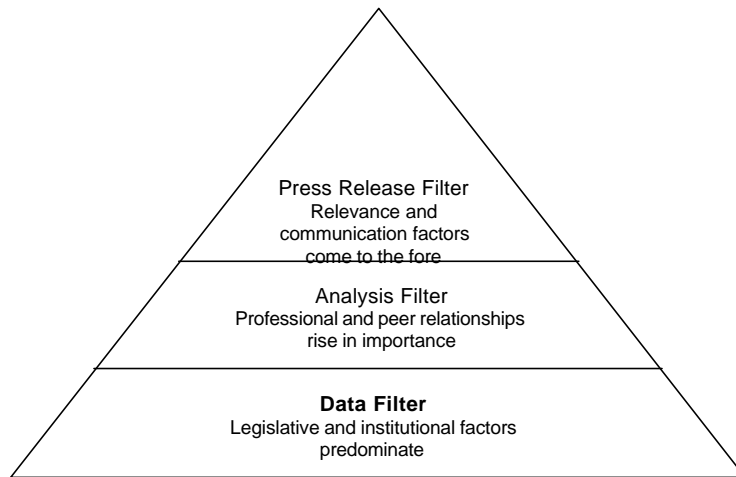 Press Release Filter
Relevance and
communication factors
come to the fore
Analysis Filter
Professional and peer relationships
rise in importance
Data Filter
Legislative and institutional factors
predominate